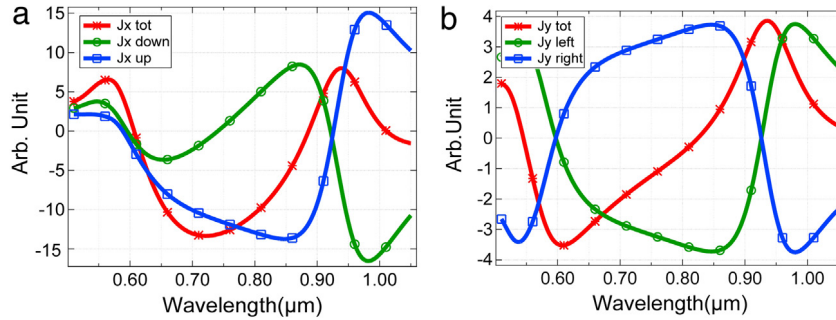 a
Jx tot
Jx down
Jx up
Arb. Unit
15
10
5
0
-5
-10
-15
0.60 0.70 0.80 0.90 1.00
Wavelength(µm)
b
Jy tot
Jy left
Jy right
Arb.Unit
4
3
2
1
0
-1
-2
-3
-4
0.60 0.70 0.80 0.90 1.00
Wavelength(µm)